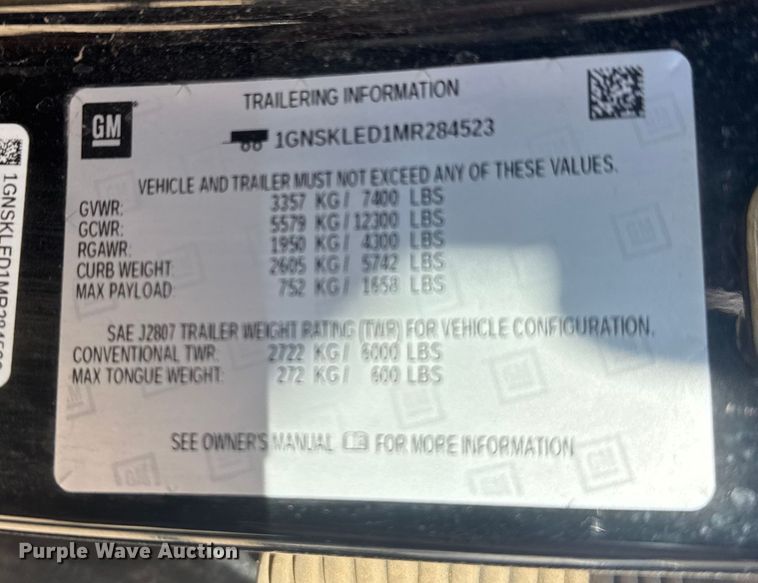 GM
TRAILERING INFORMATION
1GNSKLED1MR284523
VEHICLE AND TRAILER MUST NOT EXCEED ANY OF THESE VALUES.
GVWR: 3357 KG/ 7400 LBS
GCWR: 5579 KG/12300 LBS
RGAWR: 1950 KG/ 4300 LBS
CURB WEIGHT: 2605 KG/ 5742 LBS
MAX PAYLOAD: 752 KG/ 1658 LBS
SAE J2807 TRAILER WEIGHT RATING (TWR) FOR VEHICLE CONFIGURATION.
CONVENTIONAL TWR: 2722 KG/ 6000 LBS
MAX TONGUE WEIGHT: 272 KG/ 600 LBS
SEE OWNER'S MANUAL FOR MORE INFORMATION
1GNSKLED1MR284523
Purple Wave Auction